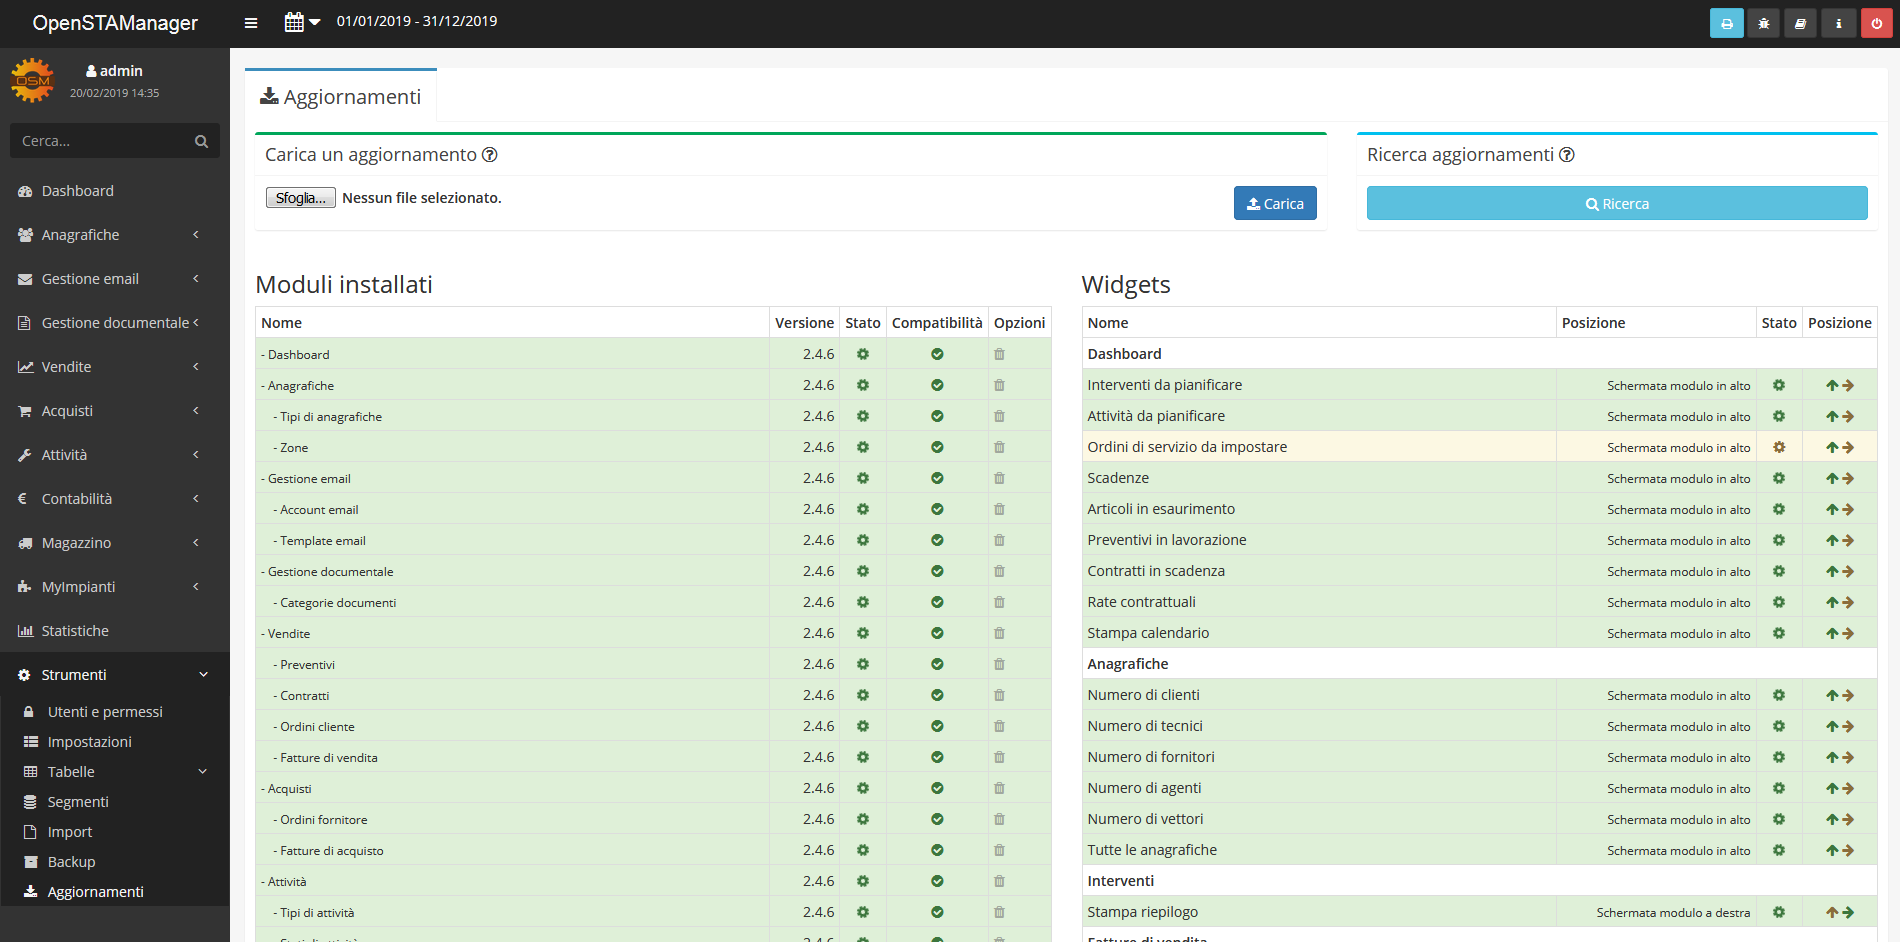 OpenSTAManager
01/01/2019 - 31/12/2019
OSM
admin
20/02/2019 14:35
Cerca...
Dashboard
Anagrafiche
Gestione email
Gestione documentale
Vendite
Acquisti
Attività
Contabilità
Magazzino
MyImpianti
Statistiche
Strumenti
Utenti e permessi
Impostazioni
Tabelle
Segmenti
Import
Backup
Aggiornamenti
Aggiornamenti
Carica un aggiornamento
Sfoglia... Nessun file selezionato.
Carica
Ricerca aggiornamenti
Ricerca
Moduli installati
Nome Versione Stato Compatibilità Opzioni
- Dashboard 2.4.6
- Anagrafiche 2.4.6
- Tipi di anagrafiche 2.4.6
- Zone 2.4.6
- Gestione email 2.4.6
- Account email 2.4.6
- Template email 2.4.6
- Gestione documentale 2.4.6
- Categorie documenti 2.4.6
- Vendite 2.4.6
- Preventivi 2.4.6
- Contratti 2.4.6
- Ordini cliente 2.4.6
- Fatture di vendita 2.4.6
- Acquisti 2.4.6
- Ordini fornitore 2.4.6
- Fatture di acquisto 2.4.6
- Attività 2.4.6
- Tipi di attività 2.4.6
Widgets
Nome Posizione Stato Posizione
Dashboard
Interventi da pianificare Schermata modulo in alto
Attività da pianificare Schermata modulo in alto
Ordini di servizio da impostare Schermata modulo in alto
Scadenze Schermata modulo in alto
Articoli in esaurimento Schermata modulo in alto
Preventivi in lavorazione Schermata modulo in alto
Contratti in scadenza Schermata modulo in alto
Rate contrattuali Schermata modulo in alto
Stampa calendario Schermata modulo in alto
Anagrafiche
Numero di clienti Schermata modulo in alto
Numero di tecnici Schermata modulo in alto
Numero di fornitori Schermata modulo in alto
Numero di agenti Schermata modulo in alto
Numero di vettori Schermata modulo in alto
Tutte le anagrafiche Schermata modulo in alto
Interventi
Stampa riepilogo Schermata modulo a destra
Fatture di vendita